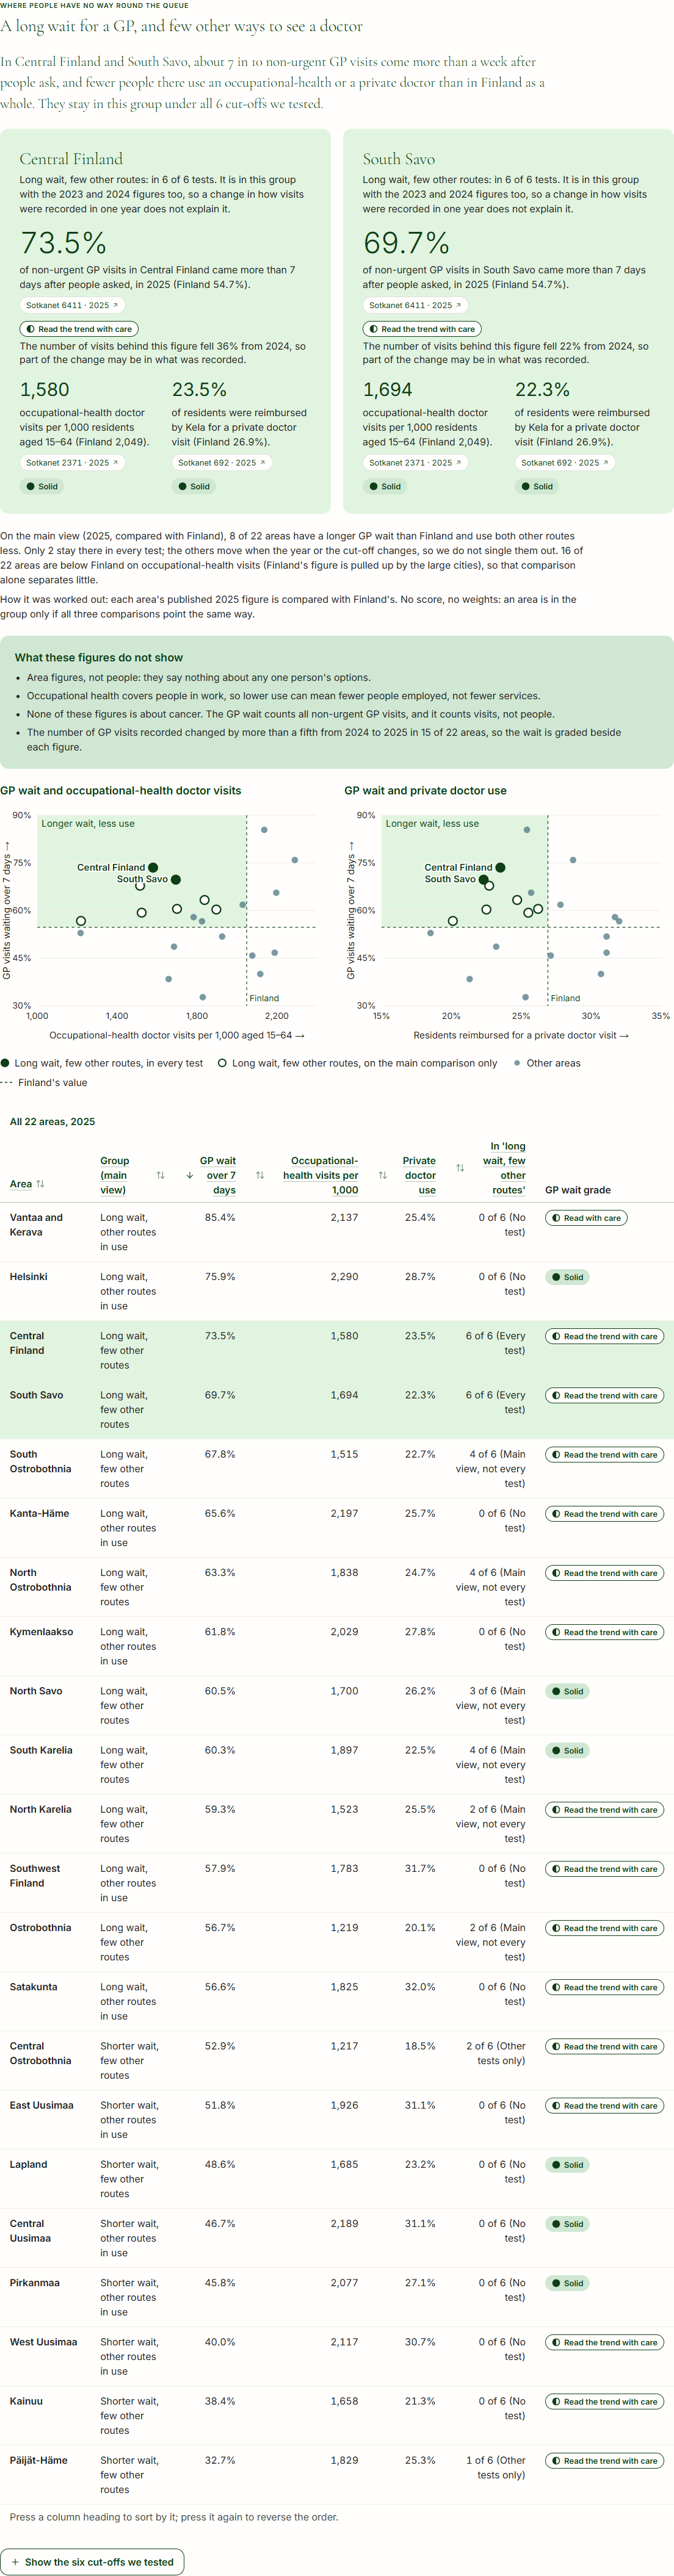 WHERE PEOPLE HAVE NO WAY ROUND THE QUEUE
A long wait for a GP, and few other ways to see a doctor
In Central Finland and South Savo, about 7 in 10 non-urgent GP visits come more than a week after
people ask, and fewer people there use an occupational-health or a private doctor than in Finland as a
whole. They stay in this group under all 6 cut-offs we tested.
Central Finland
Long wait, few other routes: in 6 of 6 tests. It is in this group
with the 2023 and 2024 figures too, so a change in how visits
were recorded in one year does not explain it.
73.5%
of non-urgent GP visits in Central Finland came more than 7
days after people asked, in 2025 (Finland 54.7%).
Sotkanet 6411 · 2025 ↗
Read the trend with care
The number of visits behind this figure fell 36% from 2024, so
part of the change may be in what was recorded.
1,580
occupational-health doctor
visits per 1,000 residents
aged 15–64 (Finland 2,049).
Sotkanet 2371 · 2025 ↗
Solid
23.5%
of residents were reimbursed
by Kela for a private doctor
visit (Finland 26.9%).
Sotkanet 692 · 2025 ↗
Solid
South Savo
Long wait, few other routes: in 6 of 6 tests. It is in this group
with the 2023 and 2024 figures too, so a change in how visits
were recorded in one year does not explain it.
69.7%
of non-urgent GP visits in South Savo came more than 7 days
after people asked, in 2025 (Finland 54.7%).
Sotkanet 6411 · 2025 ↗
Read the trend with care
The number of visits behind this figure fell 22% from 2024, so
part of the change may be in what was recorded.
1,694
occupational-health doctor
visits per 1,000 residents
aged 15–64 (Finland 2,049).
Sotkanet 2371 · 2025 ↗
Solid
22.3%
of residents were reimbursed
by Kela for a private doctor
visit (Finland 26.9%).
Sotkanet 692 · 2025 ↗
Solid
On the main view (2025, compared with Finland), 8 of 22 areas have a longer GP wait than Finland and use both other routes
less. Only 2 stay there in every test; the others move when the year or the cut-off changes, so we do not single them out. 16 of
22 areas are below Finland on occupational-health visits (Finland's figure is pulled up by the large cities), so that comparison
alone separates little.
How it was worked out: each area's published 2025 figure is compared with Finland's. No score, no weights: an area is in the
group only if all three comparisons point the same way.
What these figures do not show
• Area figures, not people: they say nothing about any one person's options.
• Occupational health covers people in work, so lower use can mean fewer people employed, not fewer services.
• None of these figures is about cancer. The GP wait counts all non-urgent GP visits, and it counts visits, not people.
• The number of GP visits recorded changed by more than a fifth from 2024 to 2025 in 15 of 22 areas, so the wait is graded beside
each figure.
GP wait and occupational-health doctor visits
GP visits waiting over 7 days →
90%
75%
60%
45%
30%
Longer wait, less use
Central Finland
South Savo
Finland
1,000 1,400 1,800 2,200
Occupational-health doctor visits per 1,000 aged 15–64 →
GP wait and private doctor use
GP visits waiting over 7 days →
90%
75%
60%
45%
30%
Longer wait, less use
Central Finland
South Savo
Finland
15% 20% 25% 30% 35%
Residents reimbursed for a private doctor visit →
Long wait, few other routes, in every test
Long wait, few other routes, on the main comparison only
Other areas
Finland's value
All 22 areas, 2025
Area ↑↓
Group (main view) ↑↓
↓ GP wait over 7 days
↑↓ Occupational-health visits per 1,000
↑↓ Private doctor use
↑↓ In 'long wait, few other routes'
GP wait grade
Vantaa and Kerava Long wait, other routes in use 85.4% 2,137 25.4% 0 of 6 (No test) Read with care
Helsinki Long wait, other routes in use 75.9% 2,290 28.7% 0 of 6 (No test) Solid
Central Finland Long wait, few other routes 73.5% 1,580 23.5% 6 of 6 (Every test) Read the trend with care
South Savo Long wait, few other routes 69.7% 1,694 22.3% 6 of 6 (Every test) Read the trend with care
South Ostrobothnia Long wait, few other routes 67.8% 1,515 22.7% 4 of 6 (Main view, not every test) Read the trend with care
Kanta-Häme Long wait, other routes in use 65.6% 2,197 25.7% 0 of 6 (No test) Read the trend with care
North Ostrobothnia Long wait, few other routes 63.3% 1,838 24.7% 4 of 6 (Main view, not every test) Read the trend with care
Kymenlaakso Long wait, other routes in use 61.8% 2,029 27.8% 0 of 6 (No test) Read the trend with care
North Savo Long wait, few other routes 60.5% 1,700 26.2% 3 of 6 (Main view, not every test) Solid
South Karelia Long wait, few other routes 60.3% 1,897 22.5% 4 of 6 (Main view, not every test) Solid
North Karelia Long wait, few other routes 59.3% 1,523 25.5% 2 of 6 (Main view, not every test) Read the trend with care
Southwest Finland Long wait, other routes in use 57.9% 1,783 31.7% 0 of 6 (No test) Read the trend with care
Ostrobothnia Long wait, few other routes 56.7% 1,219 20.1% 2 of 6 (Main view, not every test) Read the trend with care
Satakunta Long wait, other routes in use 56.6% 1,825 32.0% 0 of 6 (No test) Read the trend with care
Central Ostrobothnia Shorter wait, few other routes 52.9% 1,217 18.5% 2 of 6 (Other tests only) Read the trend with care
East Uusimaa Shorter wait, other routes in use 51.8% 1,926 31.1% 0 of 6 (No test) Read the trend with care
Lapland Shorter wait, few other routes 48.6% 1,685 23.2% 0 of 6 (No test) Solid
Central Uusimaa Shorter wait, other routes in use 46.7% 2,189 31.1% 0 of 6 (No test) Solid
Pirkanmaa Shorter wait, other routes in use 45.8% 2,077 27.1% 0 of 6 (No test) Solid
West Uusimaa Shorter wait, other routes in use 40.0% 2,117 30.7% 0 of 6 (No test) Read the trend with care
Kainuu Shorter wait, few other routes 38.4% 1,658 21.3% 0 of 6 (No test) Read the trend with care
Päijät-Häme Shorter wait, few other routes 32.7% 1,829 25.3% 1 of 6 (Other tests only) Read the trend with care
Press a column heading to sort by it; press it again to reverse the order.
+ Show the six cut-offs we tested